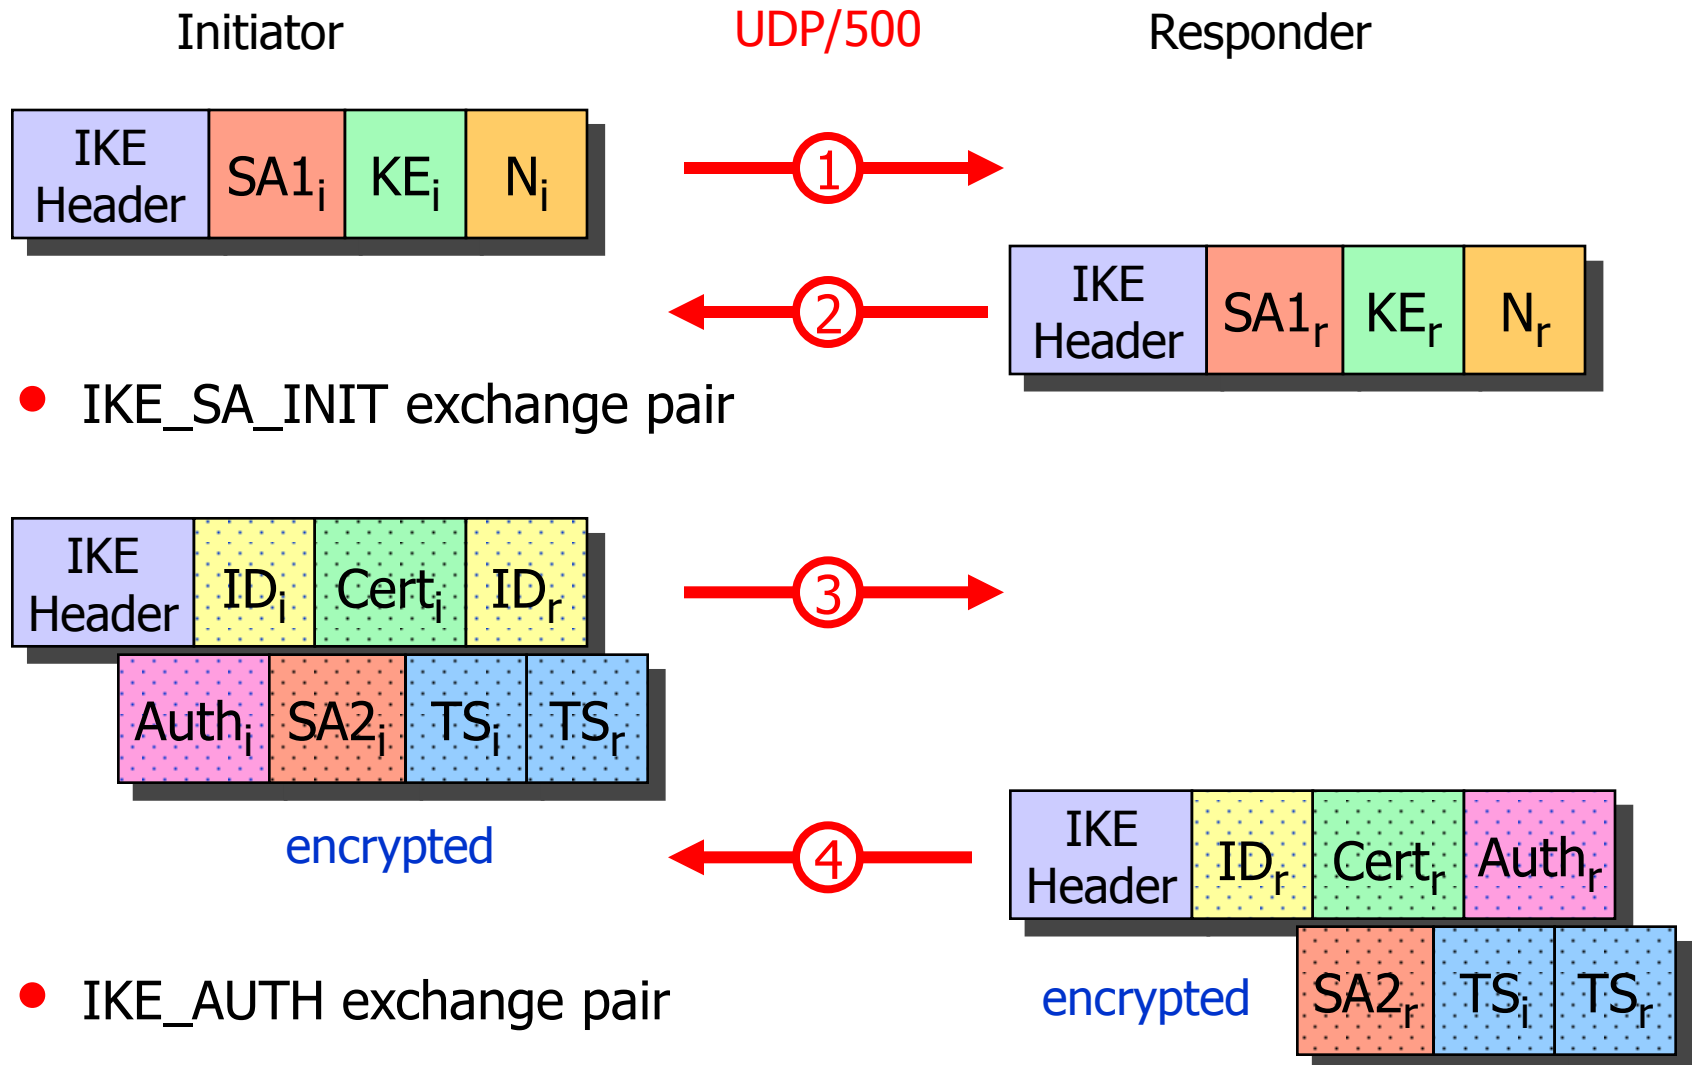 Initiator
UDP/500
Responder
IKE
Header
SA1i
KEi
Ni
1
2
IKE
Header
SA1r
KEr
Nr
• IKE_SA_INIT exchange pair
IKE
Header
IDi
Certi
IDr
3
Authi
SA2i
TSi
TSr
encrypted
4
IKE
Header
IDr
Certr
Authr
SA2r
TSi
TSr
encrypted
• IKE_AUTH exchange pair